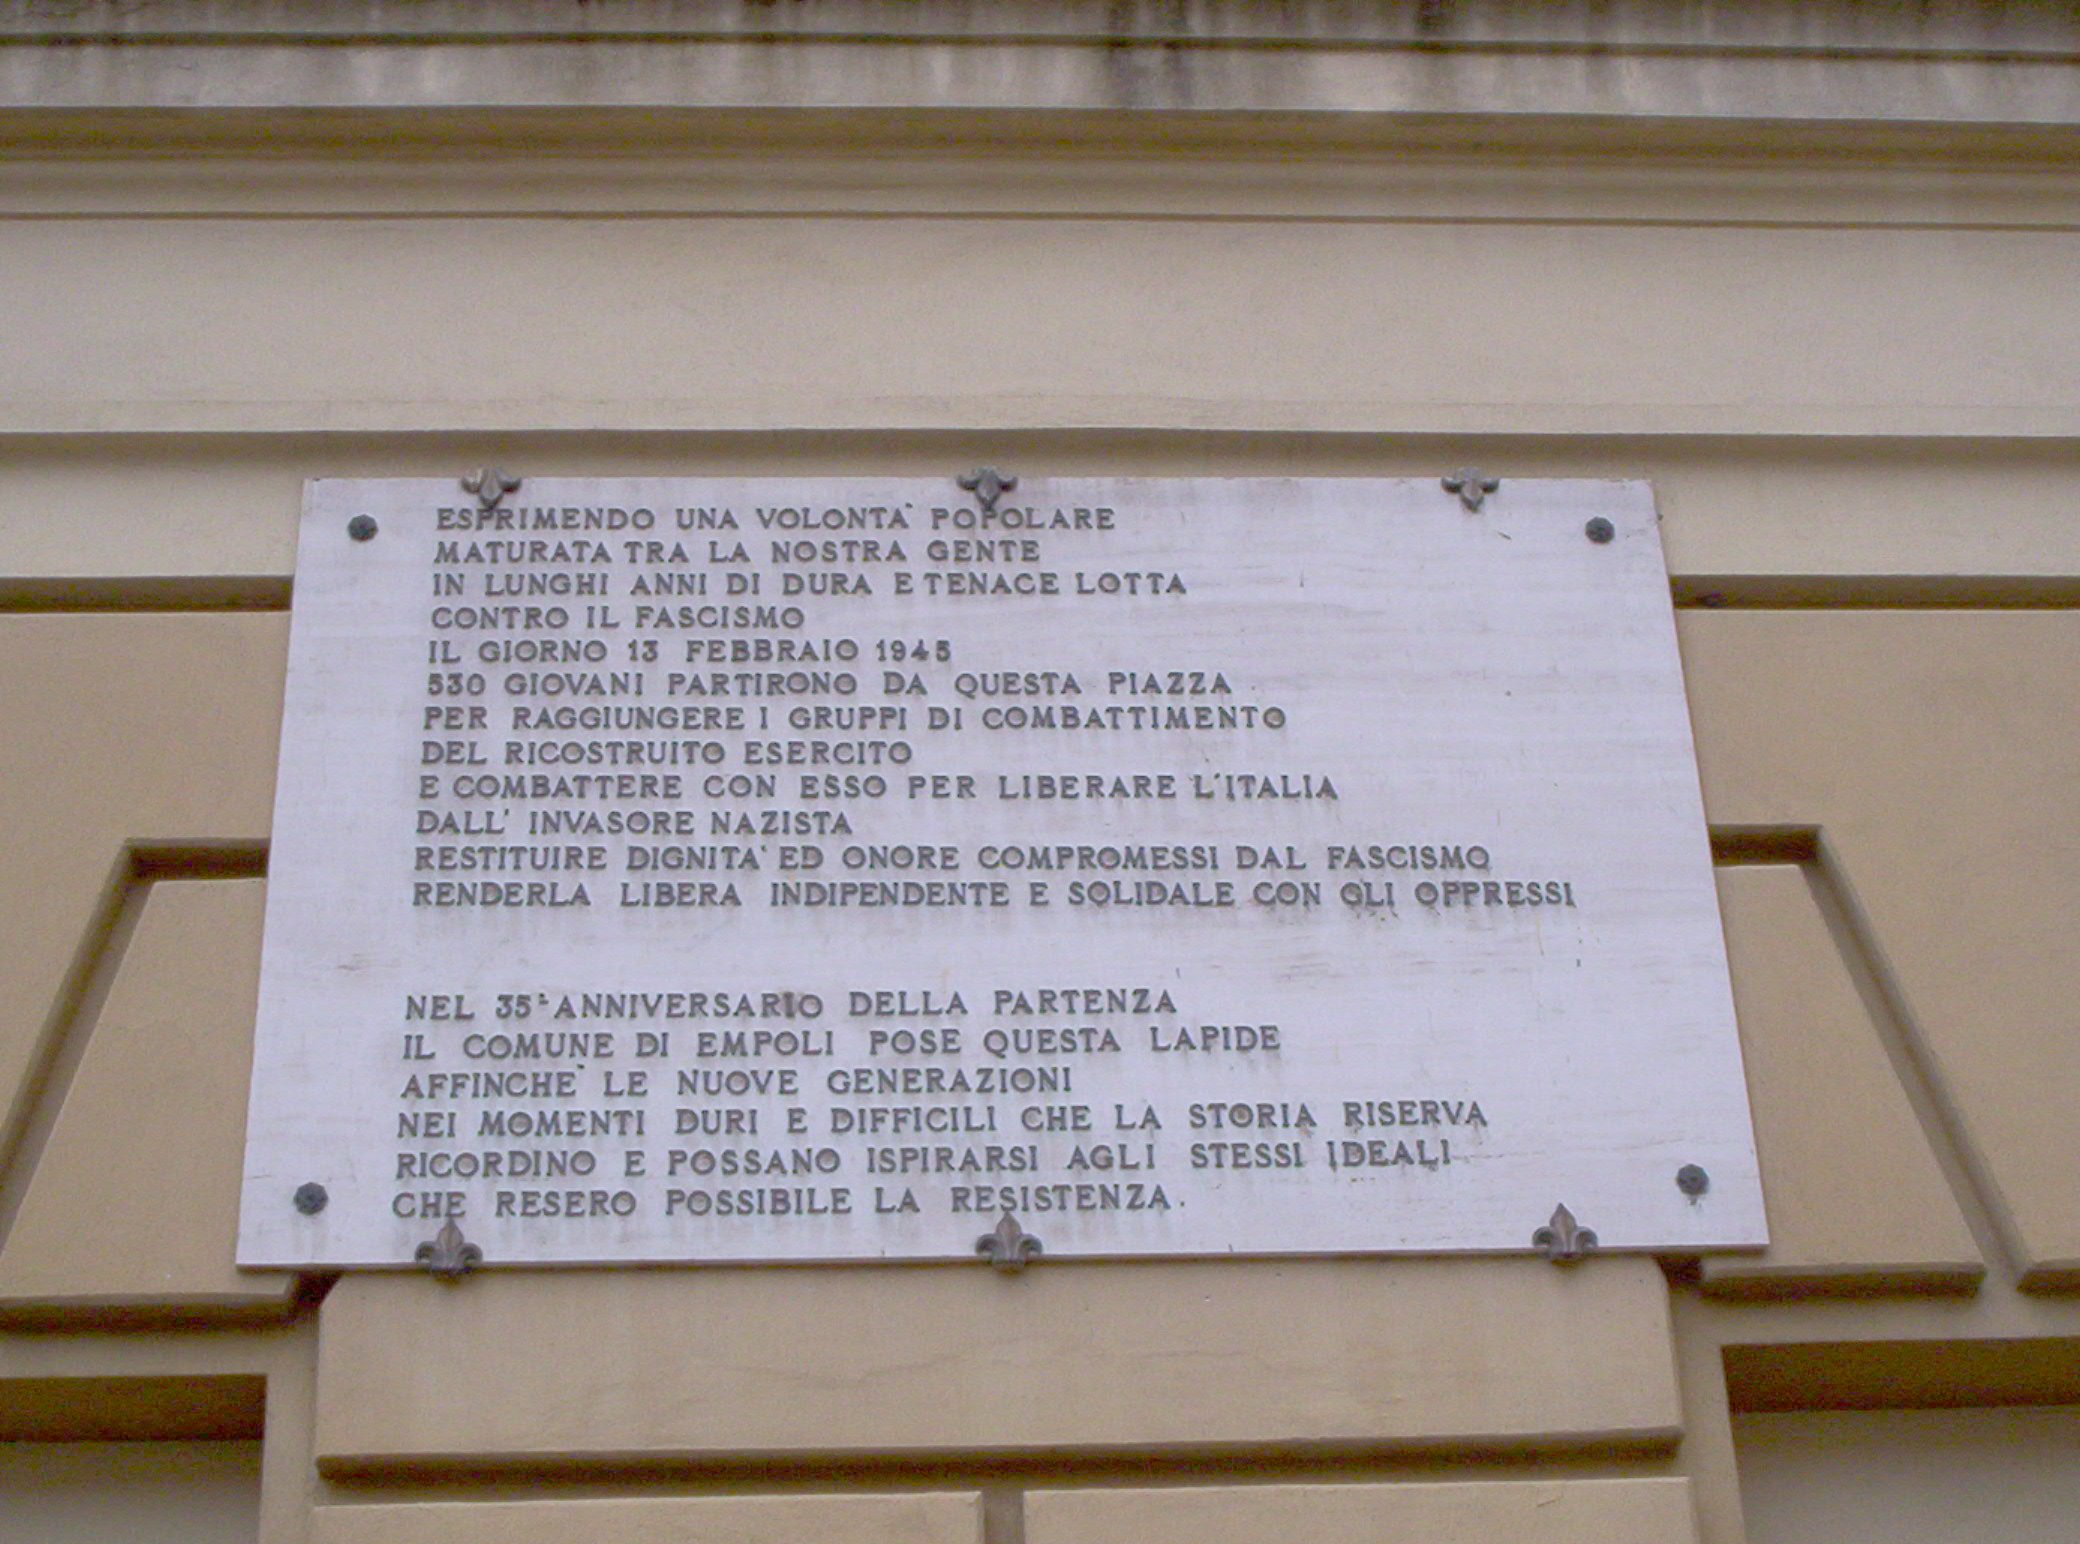 ESPRIMENDO UNA VOLONTA' POPOLARE
MATURATA TRA LA NOSTRA GENTE
IN LUNGHI ANNI DI DURA E TENACE LOTTA
CONTRO IL FASCISMO
IL GIORNO 13 FEBBRAIO 1945
530 GIOVANI PARTIRONO DA QUESTA PIAZZA
PER RAGGIUNGERE I GRUPPI DI COMBATTIMENTO
DEL RICOSTRUITO ESERCITO
E COMBATTERE CON ESSO PER LIBERARE L'ITALIA
DALL' INVASORE NAZISTA
RESTITUIRE DIGNITA' ED ONORE COMPROMESSI DAL FASCISMO
RENDERLA LIBERA INDIPENDENTE E SOLIDALE CON GLI OPPRESSI
NEL 35° ANNIVERSARIO DELLA PARTENZA
IL COMUNE DI EMPOLI POSE QUESTA LAPIDE
AFFINCHE' LE NUOVE GENERAZIONI
NEI MOMENTI DURI E DIFFICILI CHE LA STORIA RISERVA
RICORDINO E POSSANO ISPIRARSI AGLI STESSI IDEALI
CHE RESERO POSSIBILE LA RESISTENZA.